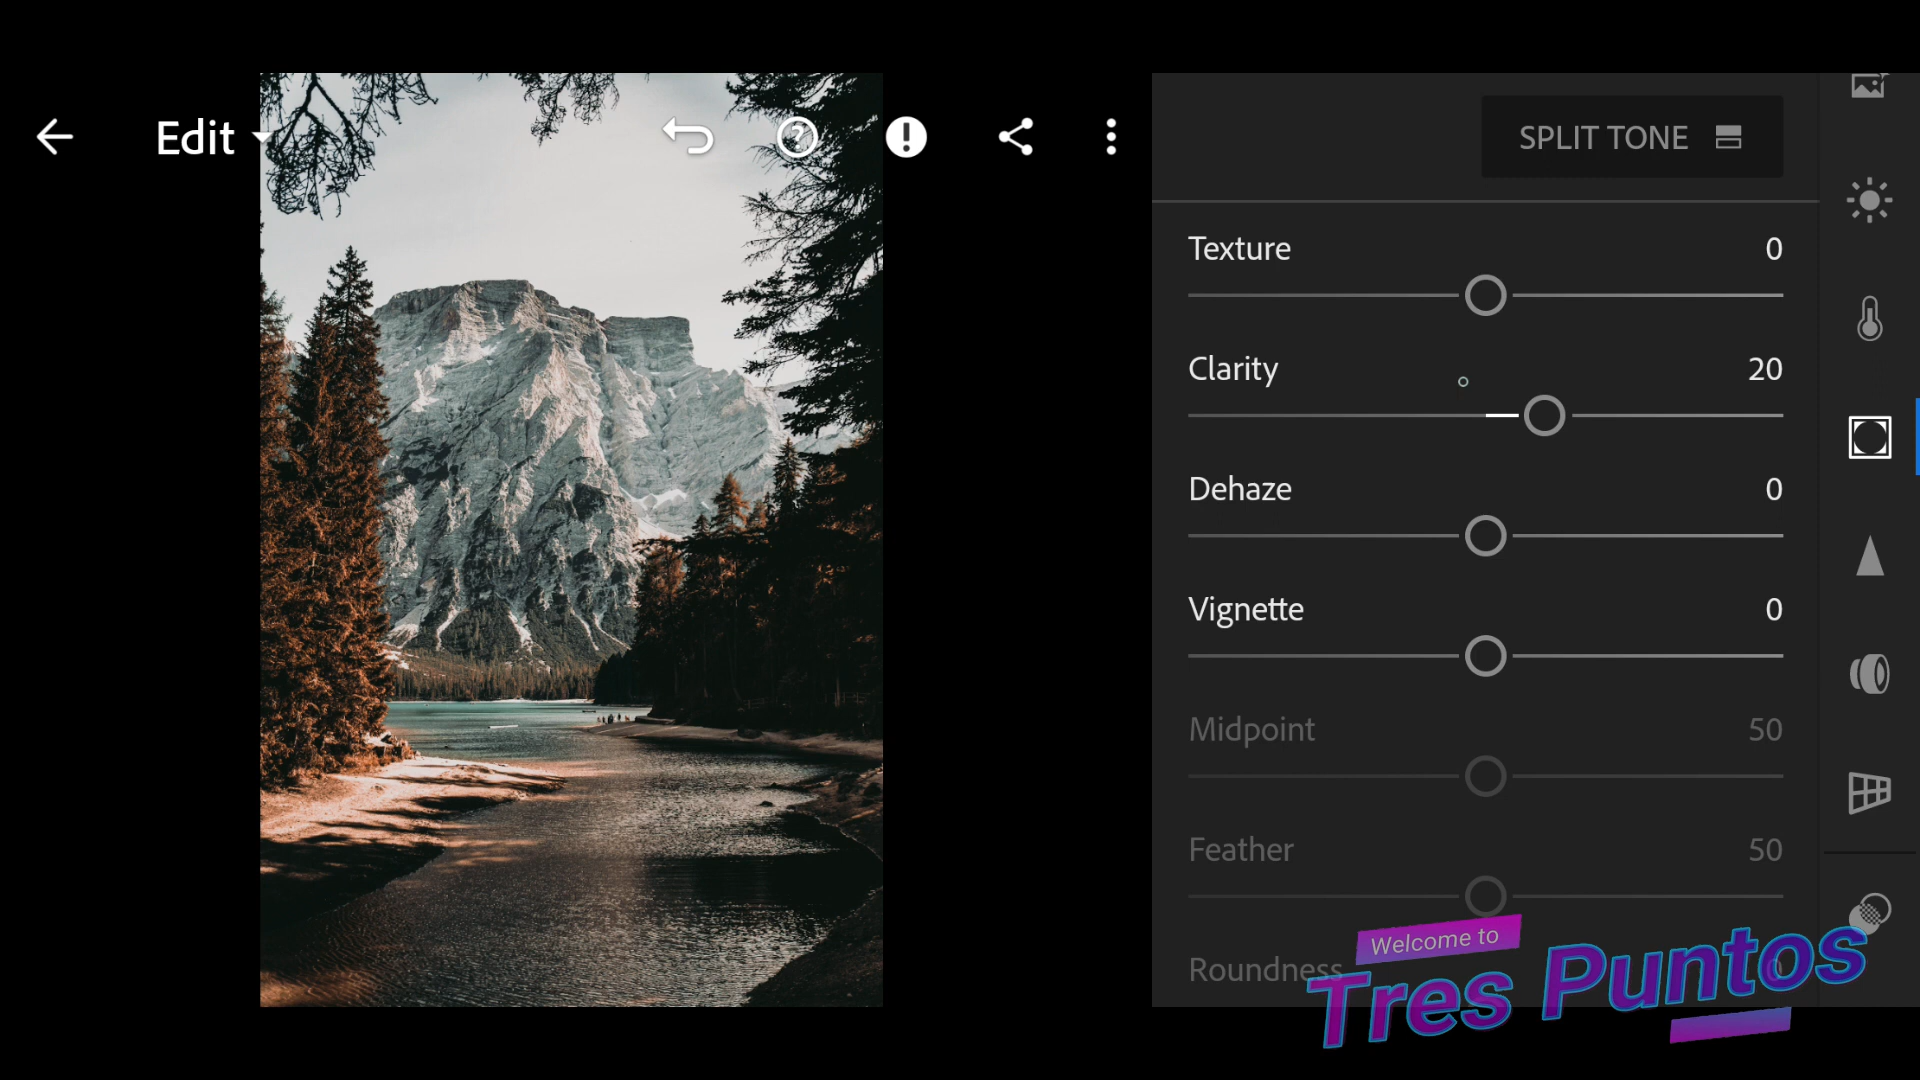 Edit
SPLIT TONE
Texture 0
Clarity 20
Dehaze 0
Vignette 0
Midpoint 50
Feather 50
Roundness 0
Welcome to
Tres Puntos